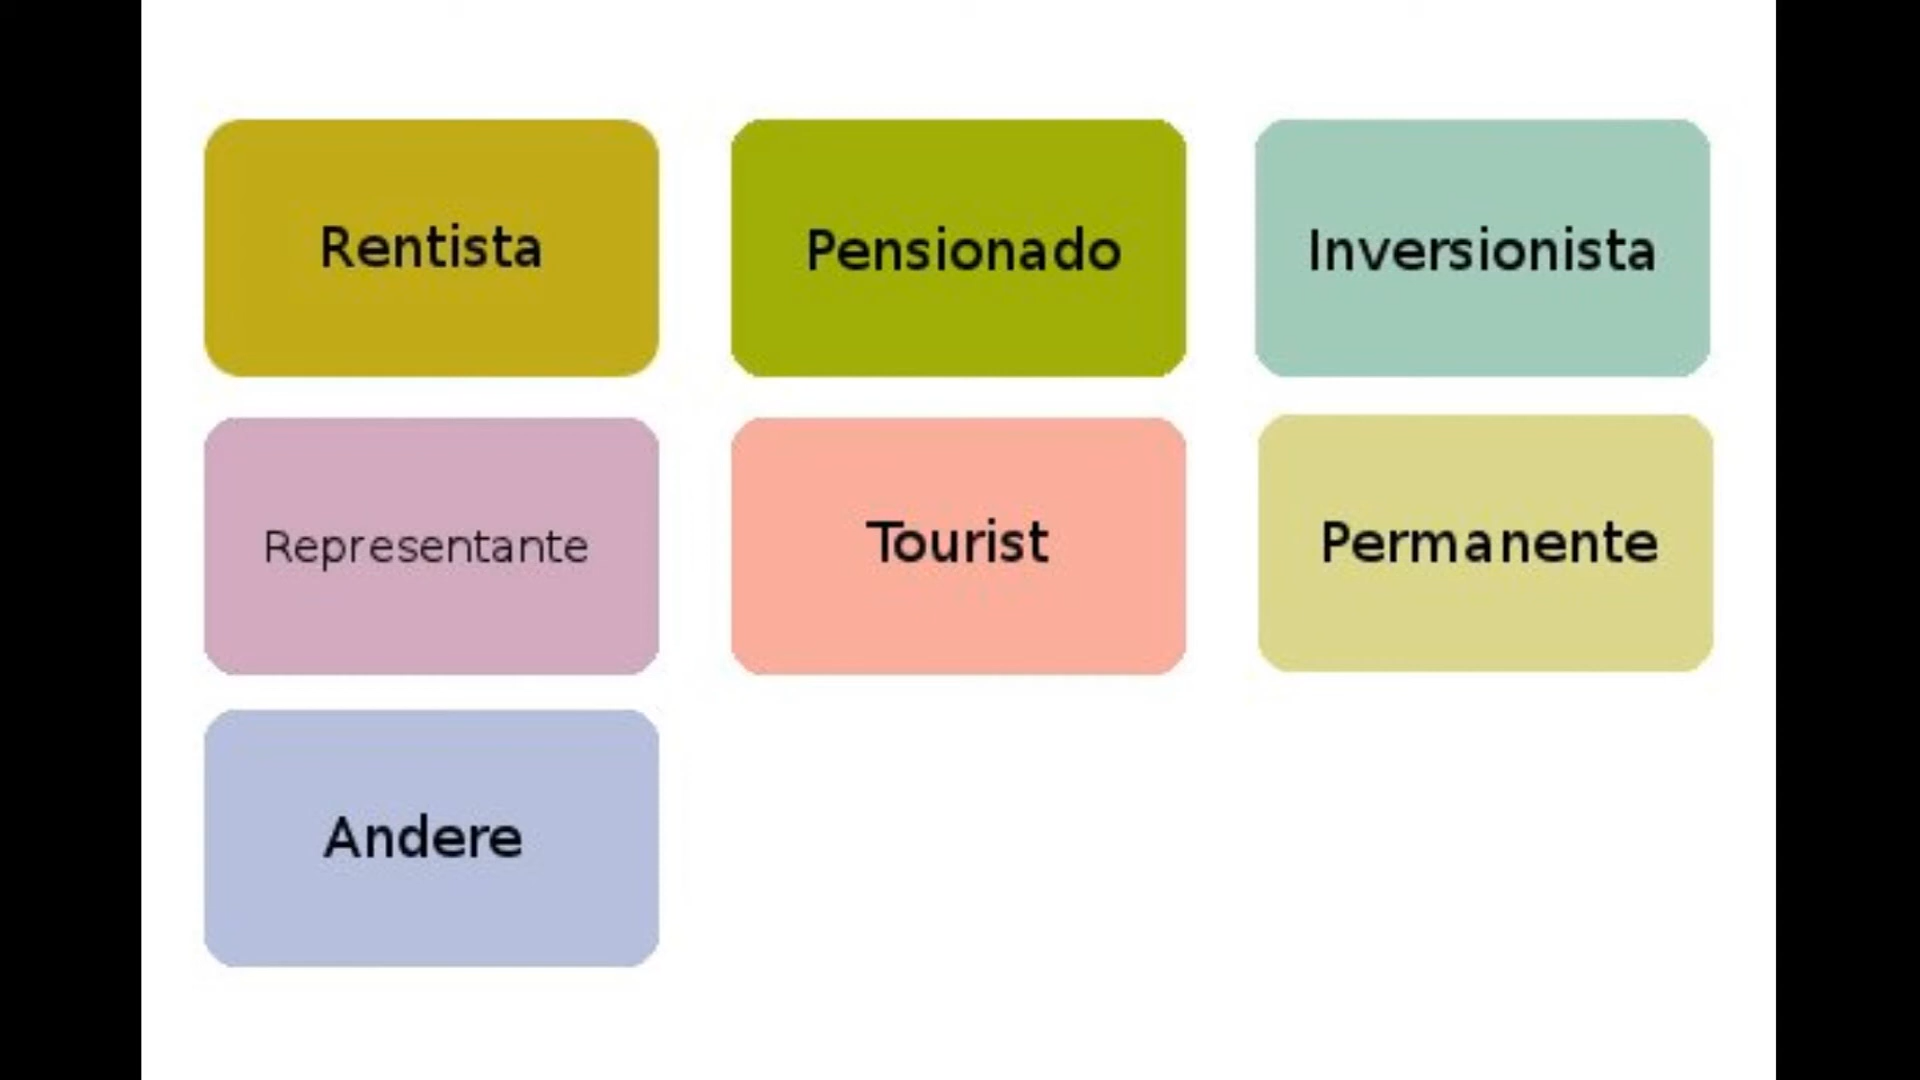 Rentista
Pensionado
Inversionista
Representante
Tourist
Permanente
Andere